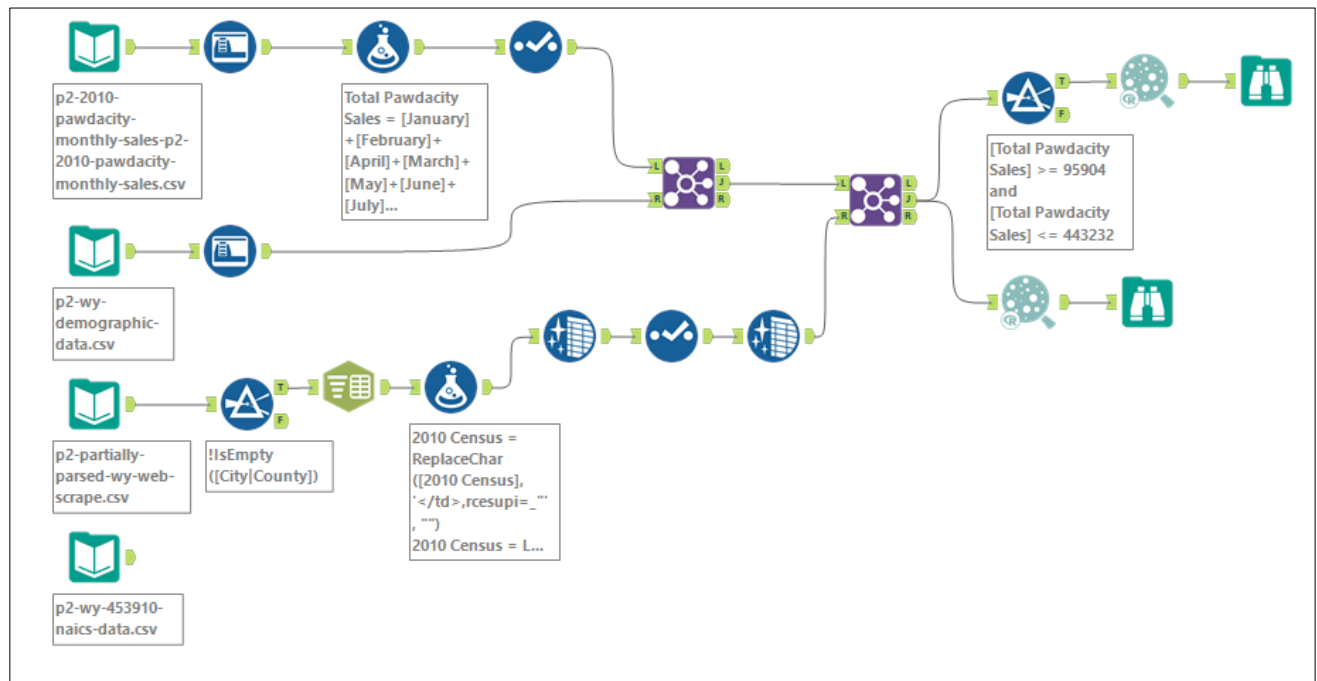 p2-2010-
pawdacity-
monthly-sales-p2-
2010-pawdacity-
monthly-sales.csv
Total Pawdacity
Sales = [January]
+[February]+
[April]+[March]+
[May]+[June]+
[July]...
L
R
L
J
R
L
R
L
J
R
T
F
[Total Pawdacity
Sales] >= 95904
and
[Total Pawdacity
Sales] <= 443232
R
R
p2-wy-
demographic-
data.csv
T
F
p2-partially-
parsed-wy-web-
scrape.csv
!IsEmpty
([City|County])
2010 Census =
ReplaceChar
([2010 Census],
'</td>,rcesupi=_"'
, "")
2010 Census = L...
p2-wy-453910-
naics-data.csv